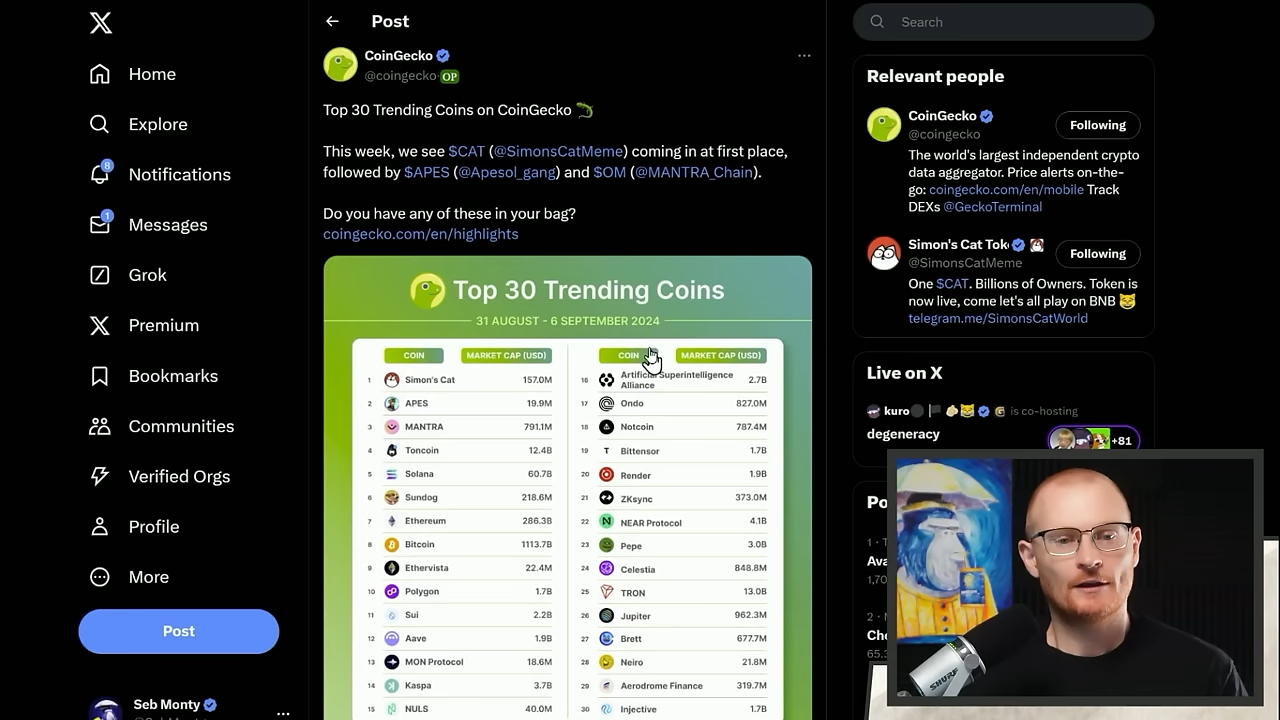 Home
Explore
8
Notifications
1
Messages
Grok
Premium
Bookmarks
Communities
Verified Orgs
Profile
More
Post
Seb Monty
Post
CoinGecko
@coingecko OP
Top 30 Trending Coins on CoinGecko
This week, we see $CAT (@SimonsCatMeme) coming in at first place,
followed by $APES (@Apesol_gang) and $OM (@MANTRA_Chain).
Do you have any of these in your bag?
coingecko.com/en/highlights
Top 30 Trending Coins
31 AUGUST - 6 SEPTEMBER 2024
COIN MARKET CAP (USD)
1 Simon's Cat 157.0M
2 APES 19.9M
3 MANTRA 791.1M
4 Toncoin 12.4B
5 Solana 60.7B
6 Sundog 218.6M
7 Ethereum 286.3B
8 Bitcoin 1113.7B
9 Ethervista 22.4M
10 Polygon 1.7B
11 Sui 2.2B
12 Aave 1.9B
13 MON Protocol 18.6M
14 Kaspa 3.7B
15 NULS 40.0M
COIN MARKET CAP (USD)
16 Artificial Superintelligence
Alliance 2.7B
17 Ondo 827.0M
18 Notcoin 787.4M
19 Bittensor 1.7B
20 Render 1.9B
21 ZKsync 373.0M
22 NEAR Protocol 4.1B
23 Pepe 3.0B
24 Celestia 848.8M
25 TRON 13.0B
26 Jupiter 962.3M
27 Brett 677.7M
28 Neiro 21.8M
29 Aerodrome Finance 319.7M
30 Injective 1.7B
Search
Relevant people
CoinGecko
@coingecko
Following
The world's largest independent crypto
data aggregator. Price alerts on-the-
go: coingecko.com/en/mobile Track
DEXs @GeckoTerminal
Simon's Cat
@SimonsCatMeme
Following
One $CAT. Billions of Owners. Token is
now live, come let's all play on BNB
telegram.me/SimonsCatWorld
Live on X
kuro is co-hosting
degeneracy
+81
SHURE